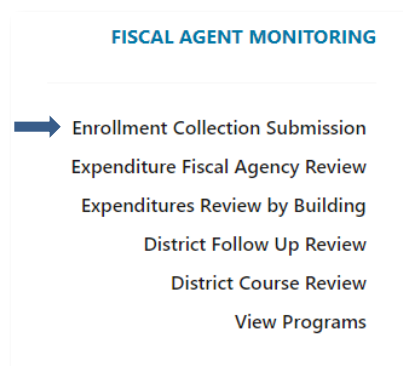 FISCAL AGENT MONITORING
Enrollment Collection Submission
Expenditure Fiscal Agency Review
Expenditures Review by Building
District Follow Up Review
District Course Review
View Programs